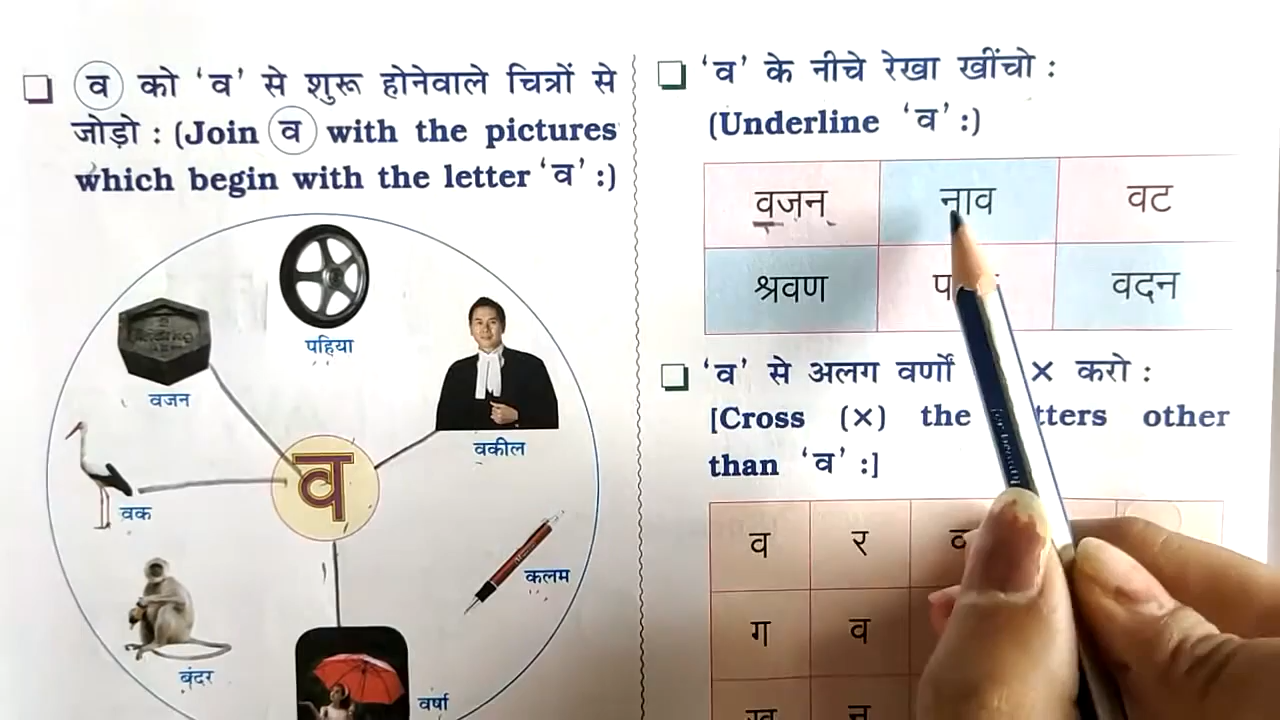 व को 'व' से शुरू होनेवाले चित्रों से
जोड़ो : (Join व with the pictures
which begin with the letter 'व' :)
पहिया
वजन
वकील
वक
व
कलम
बंदर
वर्षा
'व' के नीचे रेखा खींचो :
(Underline 'व' :)
वजन नाव वट
श्रवण वदन
'व' से अलग वर्णों × करो :
[Cross (×) the other
than 'व' :]
व र
ग व